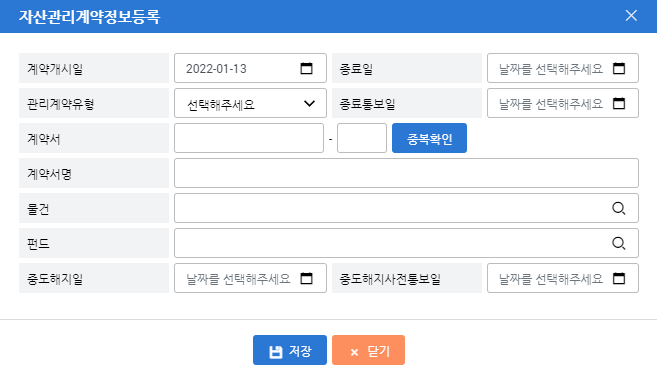 자산관리계약정보등록
계약개시일 2022-01-13 종료일 날짜를 선택해주세요
관리계약유형 선택해주세요 종료통보일 날짜를 선택해주세요
계약서 - 중복확인
계약서명
물건
펀드
중도해지일 날짜를 선택해주세요 중도해지사전통보일 날짜를 선택해주세요
저장 × 닫기